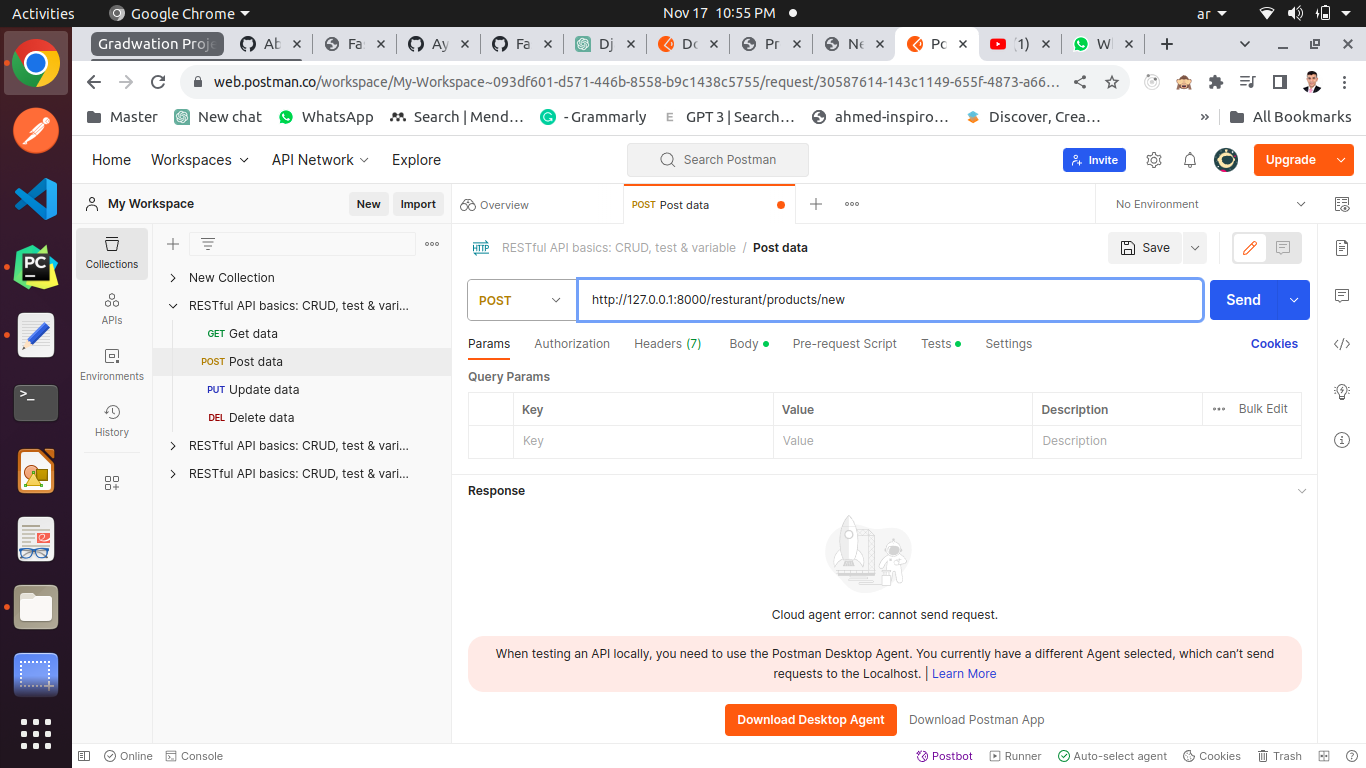 Activities
Google Chrome
Nov 17 10:55 PM
ar
Gradwation Proje
Ab
Fas
Ay
Fa
Dj
Do
Pr
Ne
Po
(1)
Wh
web.postman.co/workspace/My-Workspace~093df601-d571-446b-8558-b9c1438c5755/request/30587614-143c1149-655f-4873-a66...
Master
New chat
WhatsApp
Search | Mend...
- Grammarly
E GPT 3 | Search...
ahmed-inspiro...
Discover, Crea...
»
All Bookmarks
Home
Workspaces
API Network
Explore
Search Postman
Invite
Upgrade
My Workspace
New
Import
Overview
POST Post data
No Environment
Collections
APIs
Environments
History
New Collection
RESTful API basics: CRUD, test & vari...
GET Get data
POST Post data
PUT Update data
DEL Delete data
RESTful API basics: CRUD, test & vari...
RESTful API basics: CRUD, test & vari...
HTTP
RESTful API basics: CRUD, test & variable / Post data
Save
POST
http://127.0.0.1:8000/resturant/products/new
Send
Params
Authorization
Headers (7)
Body
Pre-request Script
Tests
Settings
Cookies
Query Params
Key
Value
Description
Bulk Edit
Key
Value
Description
Response
Cloud agent error: cannot send request.
When testing an API locally, you need to use the Postman Desktop Agent. You currently have a different Agent selected, which can't send
requests to the Localhost. | Learn More
Download Desktop Agent
Download Postman App
Online
Console
Postbot
Runner
Auto-select agent
Cookies
Trash